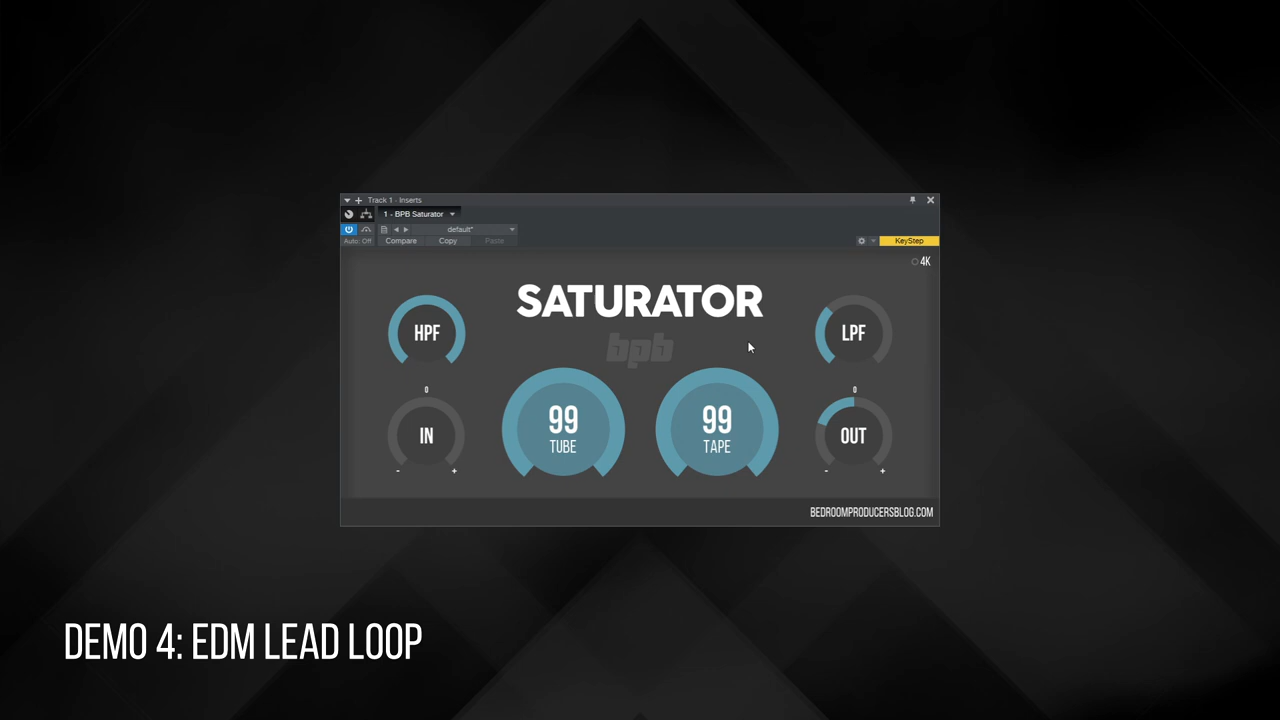 Track 1 - Inserts
1 - BPB Saturator
default*
Auto: Off
Compare
Copy
Paste
KeyStep
4K
SATURATOR
bpb
HPF
LPF
0
IN
- +
99
TUBE
99
TAPE
0
OUT
- +
BEDROOMPRODUCERSBLOG.COM
DEMO 4: EDM LEAD LOOP